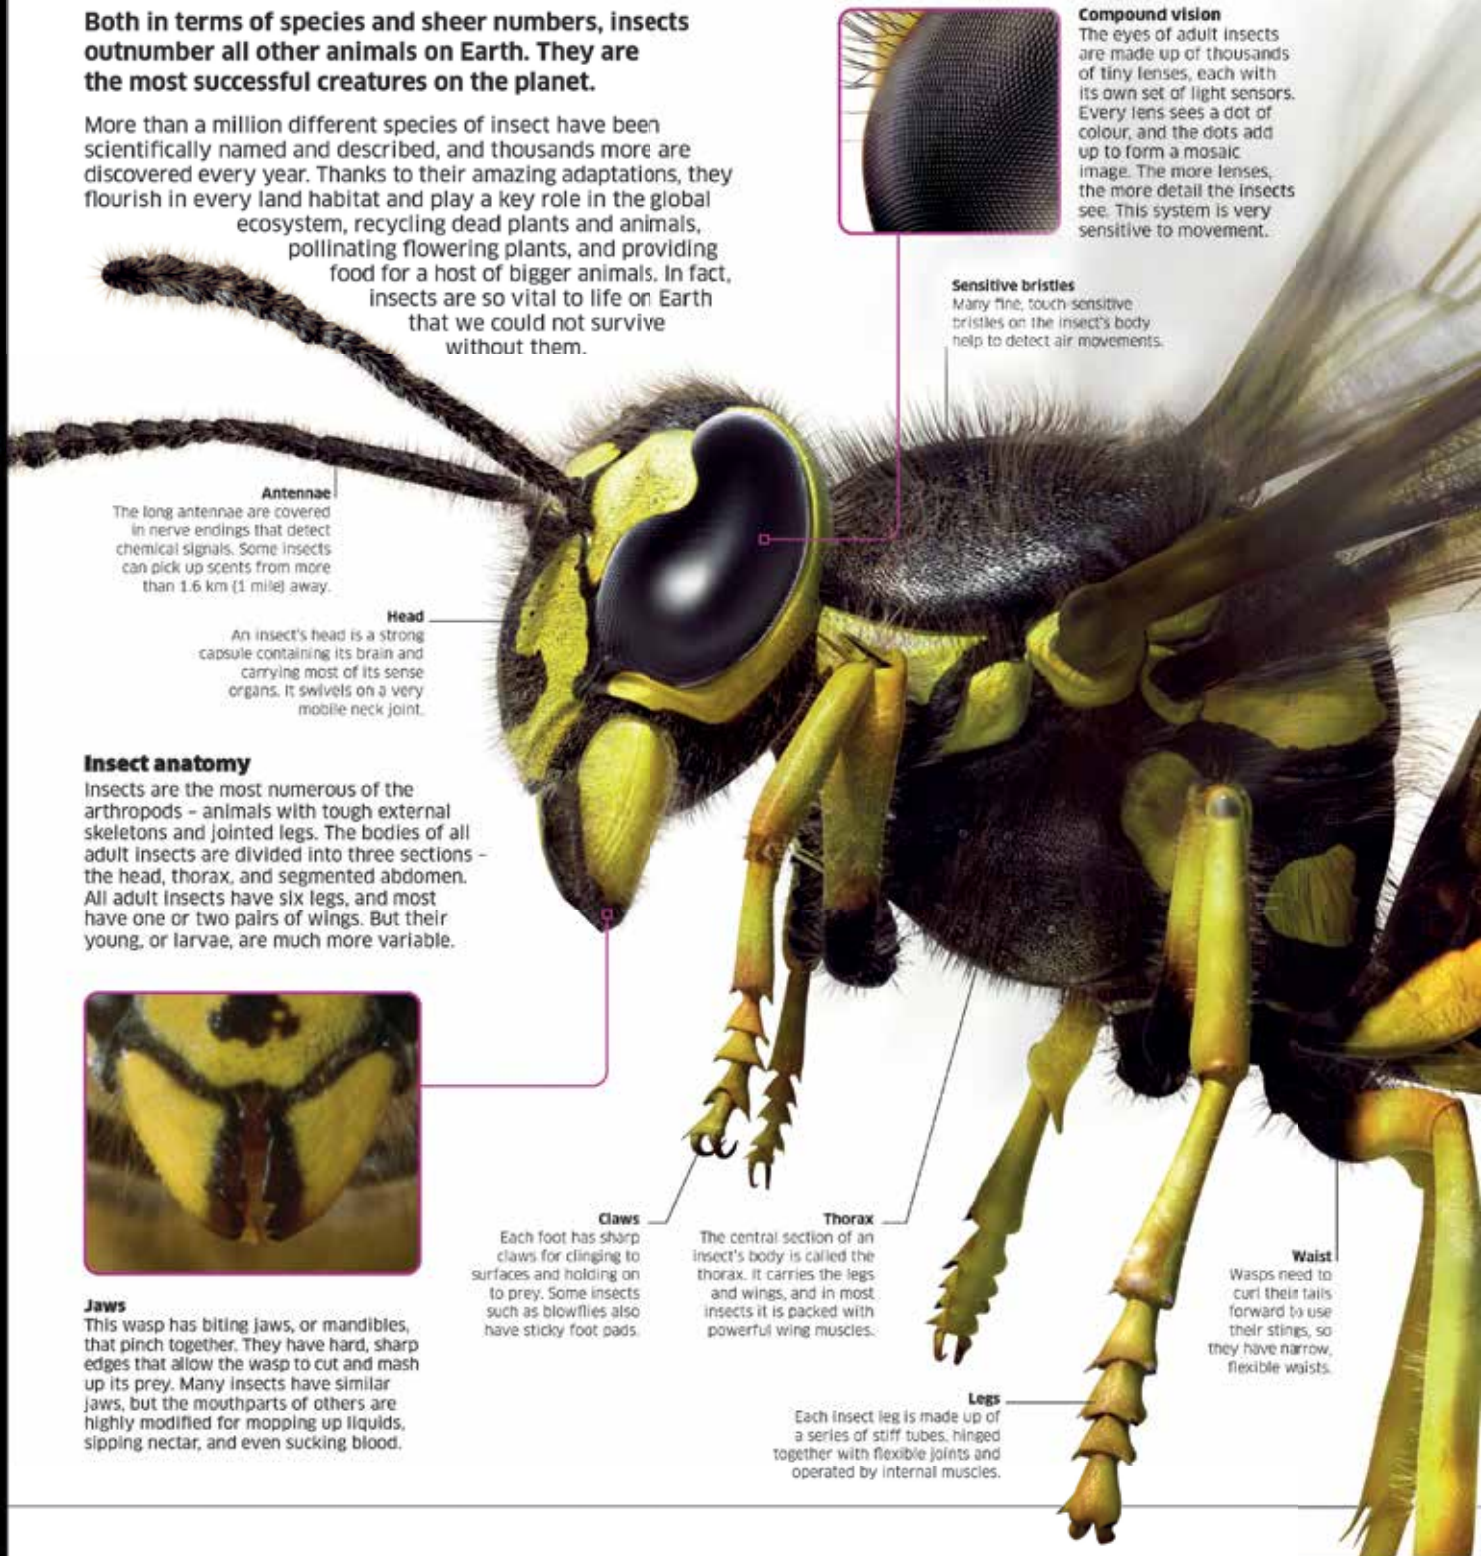 Both in terms of species and sheer numbers, insects
outnumber all other animals on Earth. They are
the most successful creatures on the planet.
More than a million different species of insect have been
scientifically named and described, and thousands more are
discovered every year. Thanks to their amazing adaptations, they
flourish in every land habitat and play a key role in the global
ecosystem, recycling dead plants and animals,
pollinating flowering plants, and providing
food for a host of bigger animals. In fact,
insects are so vital to life on Earth
that we could not survive
without them.
Compound vision
The eyes of adult insects
are made up of thousands
of tiny lenses, each with
its own set of light sensors.
Every lens sees a dot of
colour, and the dots add
up to form a mosaic
image. The more lenses,
the more detail the insects
see. This system is very
sensitive to movement.
Sensitive bristles
Many fine, touch-sensitive
bristles on the insect's body
help to detect air movements.
Antennae
The long antennae are covered
in nerve endings that detect
chemical signals. Some insects
can pick up scents from more
than 1.6 km (1 mile) away.
Head
An insect's head is a strong
capsule containing its brain and
carrying most of its sense
organs. It swivels on a very
mobile neck joint.
Insect anatomy
Insects are the most numerous of the
arthropods – animals with tough external
skeletons and jointed legs. The bodies of all
adult insects are divided into three sections –
the head, thorax, and segmented abdomen.
All adult insects have six legs, and most
have one or two pairs of wings. But their
young, or larvae, are much more variable.
Jaws
This wasp has biting jaws, or mandibles,
that pinch together. They have hard, sharp
edges that allow the wasp to cut and mash
up its prey. Many insects have similar
jaws, but the mouthparts of others are
highly modified for mopping up liquids,
sipping nectar, and even sucking blood.
Claws
Each foot has sharp
claws for clinging to
surfaces and holding on
to prey. Some insects
such as blowflies also
have sticky foot pads.
Thorax
The central section of an
insect's body is called the
thorax. It carries the legs
and wings, and in most
insects it is packed with
powerful wing muscles.
Legs
Each insect leg is made up of
a series of stiff tubes, hinged
together with flexible joints and
operated by internal muscles.
Waist
Wasps need to
curl their tails
forward to use
their stings, so
they have narrow,
flexible waists.